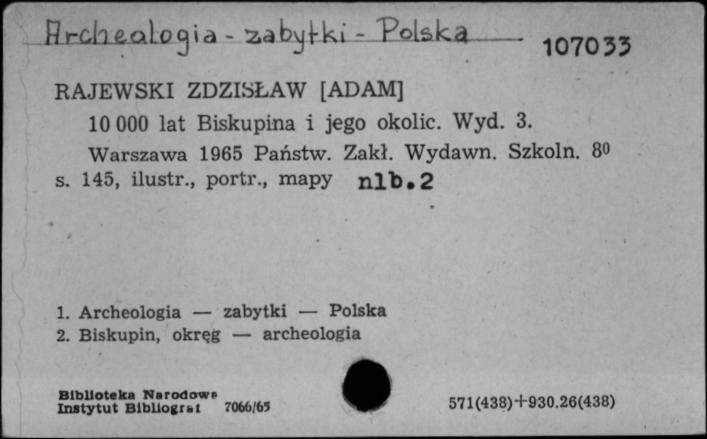 Archeologia - zabytki - Polska
107033
RAJEWSKI ZDZISŁAW [ADAM]
10 000 lat Biskupina i jego okolic. Wyd. 3.
Warszawa 1965 Państw. Zakł. Wydawn. Szkoln. 8⁰
s. 145, ilustr., portr., mapy nlb.2
1. Archeologia — zabytki — Polska
2. Biskupin, okręg — archeologia
Biblioteka Narodowa
Instytut Bibliograf 7066/65
571(438)+930.26(438)